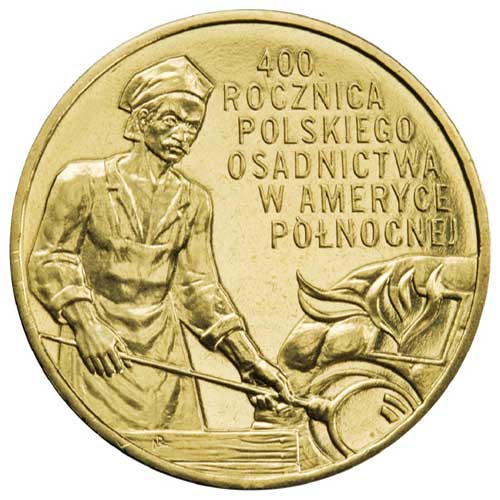 400.
ROCZNICA
POLSKIEGO
OSADNICTWA
W AMERYCE
PÓŁNOCNEJ